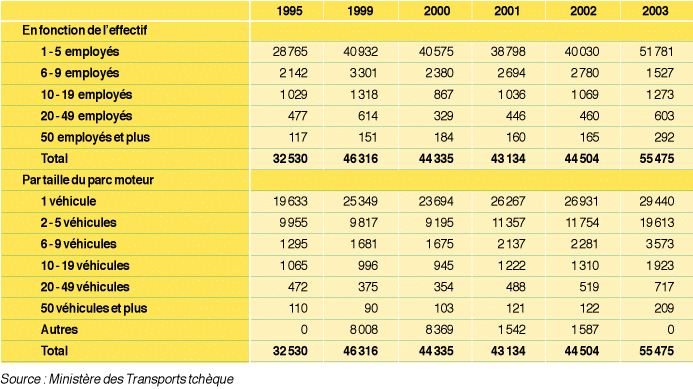 1995 1999 2000 2001 2002 2003
En fonction de l'effectif
1 - 5 employés 28 765 40 932 40 575 38 798 40 030 51 781
6 - 9 employés 2 142 3 301 2 380 2 694 2 780 1 527
10 - 19 employés 1 029 1 318 867 1 036 1 069 1 273
20 - 49 employés 477 614 329 446 460 603
50 employés et plus 117 151 184 160 165 292
Total 32 530 46 316 44 335 43 134 44 504 55 475
Par taille du parc moteur
1 véhicule 19 633 25 349 23 694 26 267 26 931 29 440
2 - 5 véhicules 9 955 9 817 9 195 11 357 11 754 19 613
6 - 9 véhicules 1 295 1 681 1 675 2 137 2 281 3 573
10 - 19 véhicules 1 065 996 945 1 222 1 310 1 923
20 - 49 véhicules 472 375 354 488 519 717
50 véhicules et plus 110 90 103 121 122 209
Autres 0 8 008 8 369 1 542 1 587 0
Total 32 530 46 316 44 335 43 134 44 504 55 475
Source : Ministère des Transports tchèque